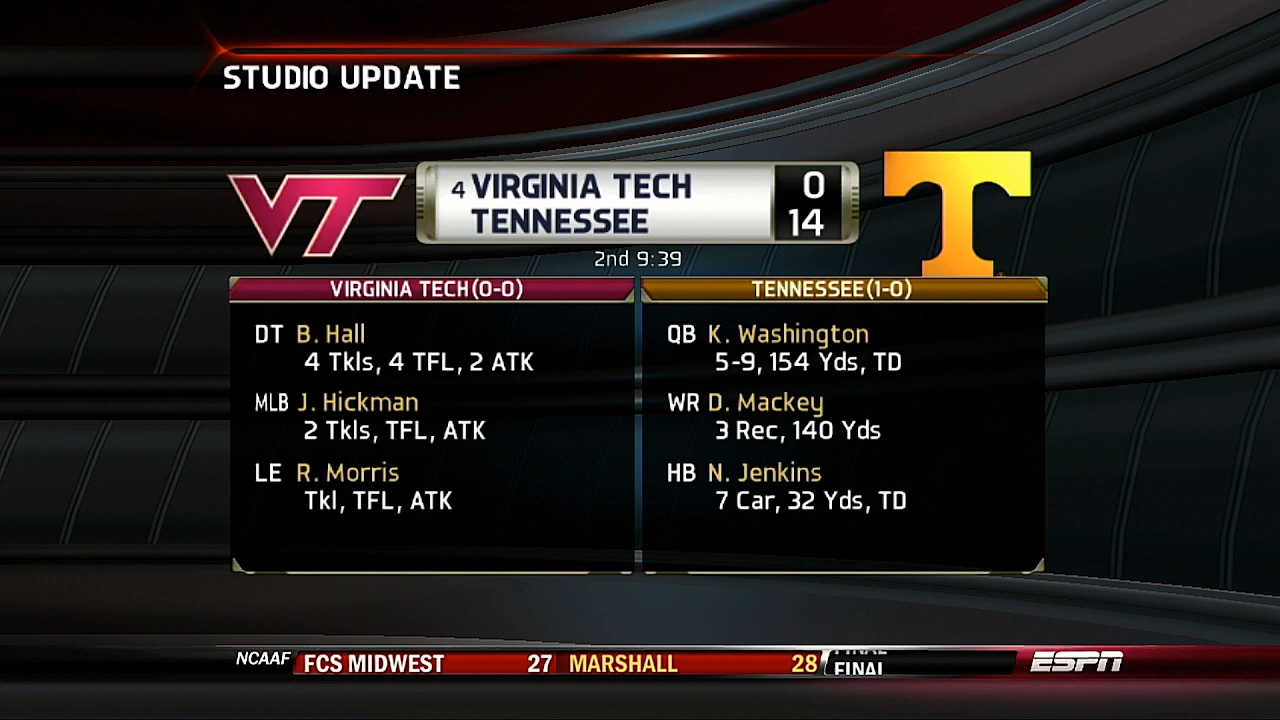 STUDIO UPDATE
VT
4 VIRGINIA TECH 0
TENNESSEE 14
T
2nd 9:39
VIRGINIA TECH(0-0)
DT B. Hall
4 Tkls, 4 TFL, 2 ATK
MLB J. Hickman
2 Tkls, TFL, ATK
LE R. Morris
Tkl, TFL, ATK
TENNESSEE(1-0)
QB K. Washington
5-9, 154 Yds, TD
WR D. Mackey
3 Rec, 140 Yds
HB N. Jenkins
7 Car, 32 Yds, TD
NCAAF FCS MIDWEST 27 MARSHALL 28 FINAL ESPN